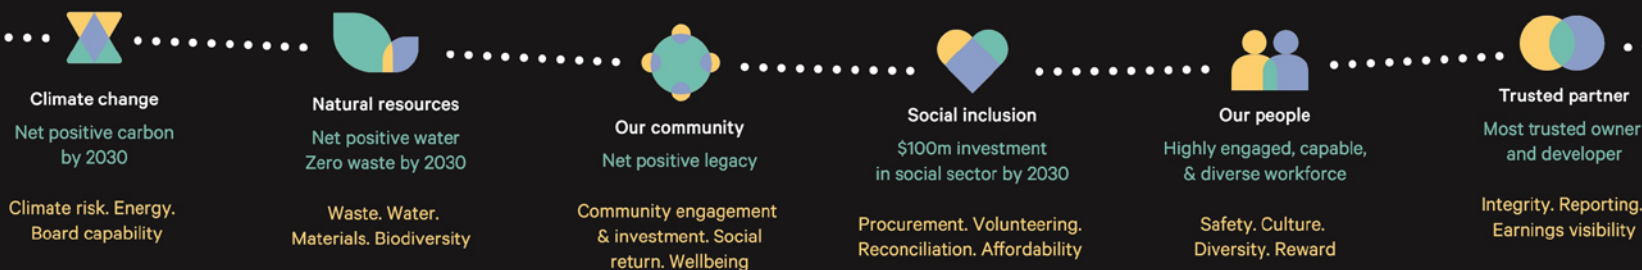 Climate change
Net positive carbon
by 2030
Climate risk. Energy.
Board capability
Natural resources
Net positive water
Zero waste by 2030
Waste. Water.
Materials. Biodiversity
Our community
Net positive legacy
Community engagement
& investment. Social
return. Wellbeing
Social inclusion
$100m investment
in social sector by 2030
Procurement. Volunteering.
Reconciliation. Affordability
Our people
Highly engaged, capable,
& diverse workforce
Safety. Culture.
Diversity. Reward
Trusted partner
Most trusted owner
and developer
Integrity. Reporting.
Earnings visibility